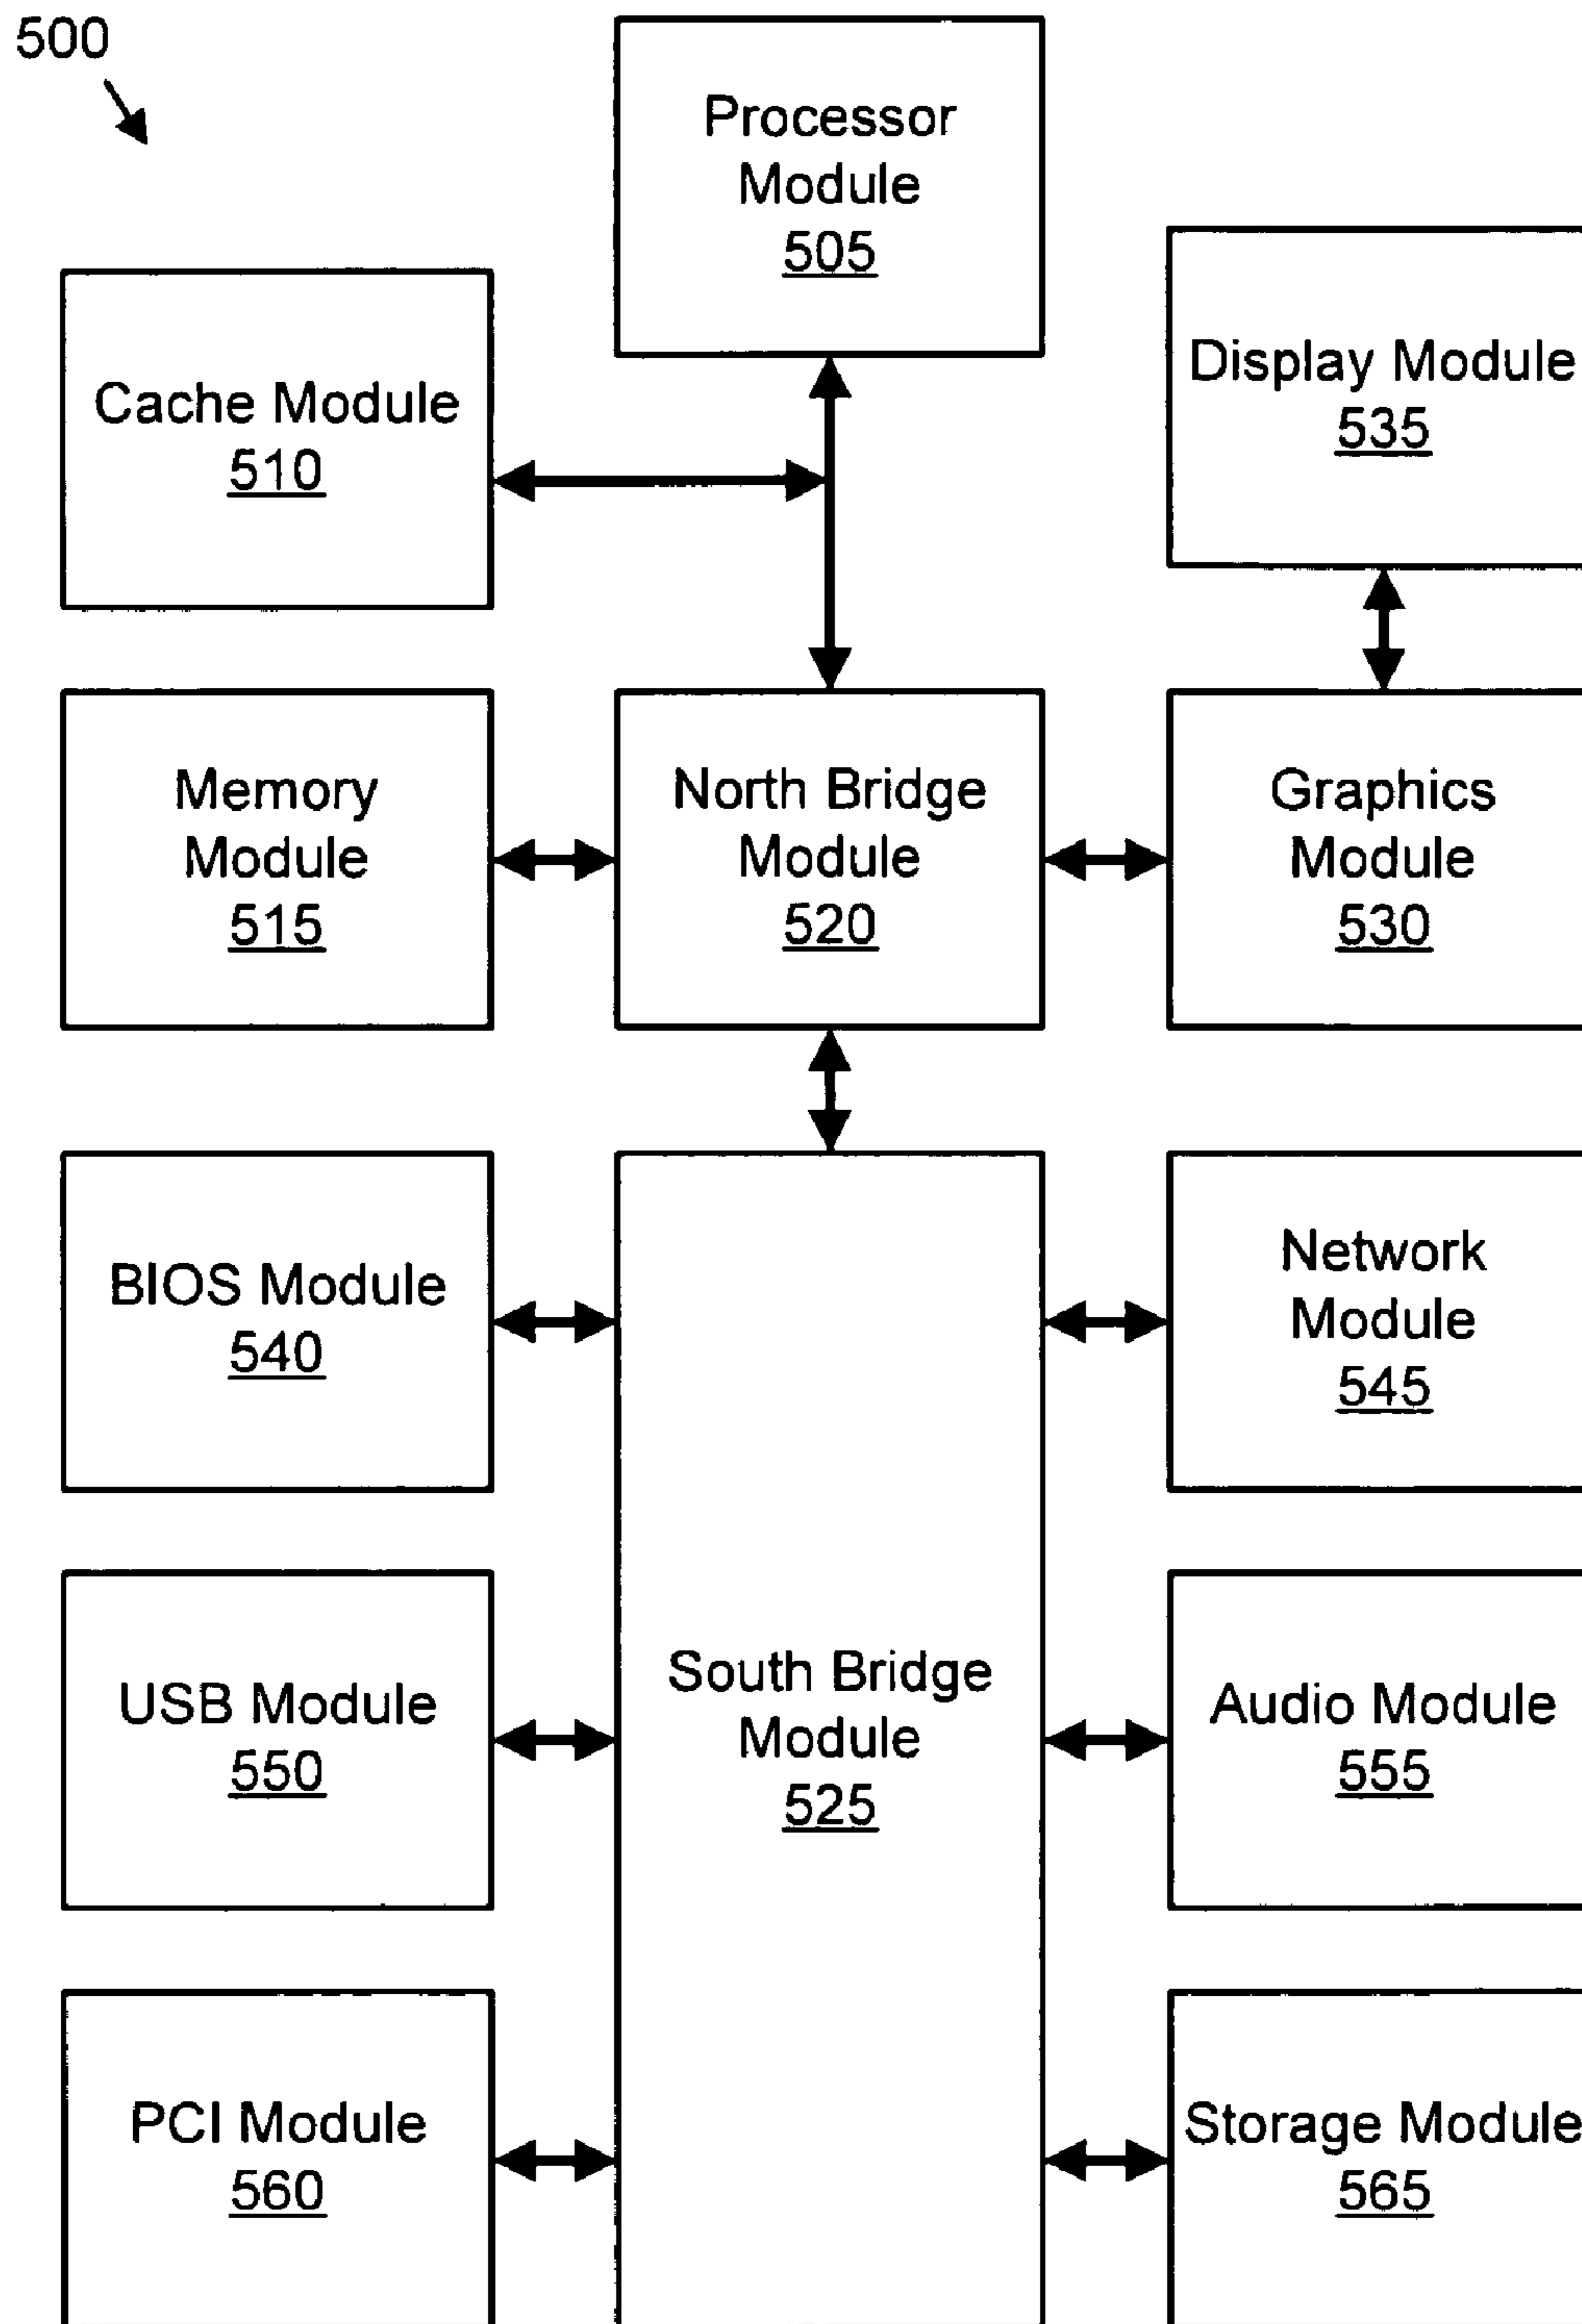 500
Processor
Module
505
Cache Module
510
Display Module
535
Memory
Module
515
North Bridge
Module
520
Graphics
Module
530
BIOS Module
540
Network
Module
545
USB Module
550
South Bridge
Module
525
Audio Module
555
PCI Module
560
Storage Module
565